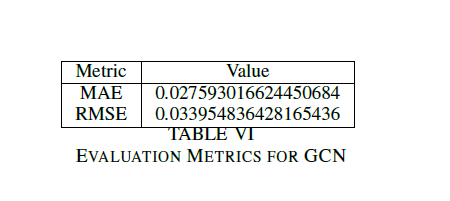 Metric Value
MAE 0.027593016624450684
RMSE 0.033954836428165436
TABLE VI
EVALUATION METRICS FOR GCN